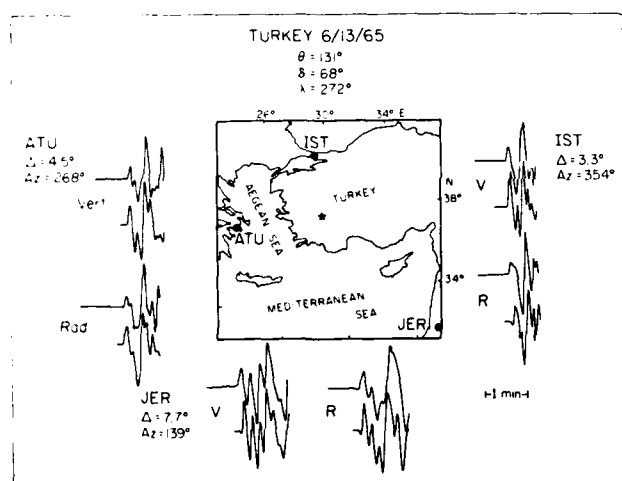 TURKEY 6/13/65
θ = 131°
δ = 68°
λ = 272°
26° 30° 34° E
ATU
Δ = 4.5°
Az = 268°
Vert
IST
Δ = 3.3°
Az = 354°
V
IST
N
38°
TURKEY
AEGEAN SEA
ATU
34°
R
Rad
MEDITERRANEAN
SEA
JER
JER
Δ = 7.7°
Az = 139°
V
R
1 min